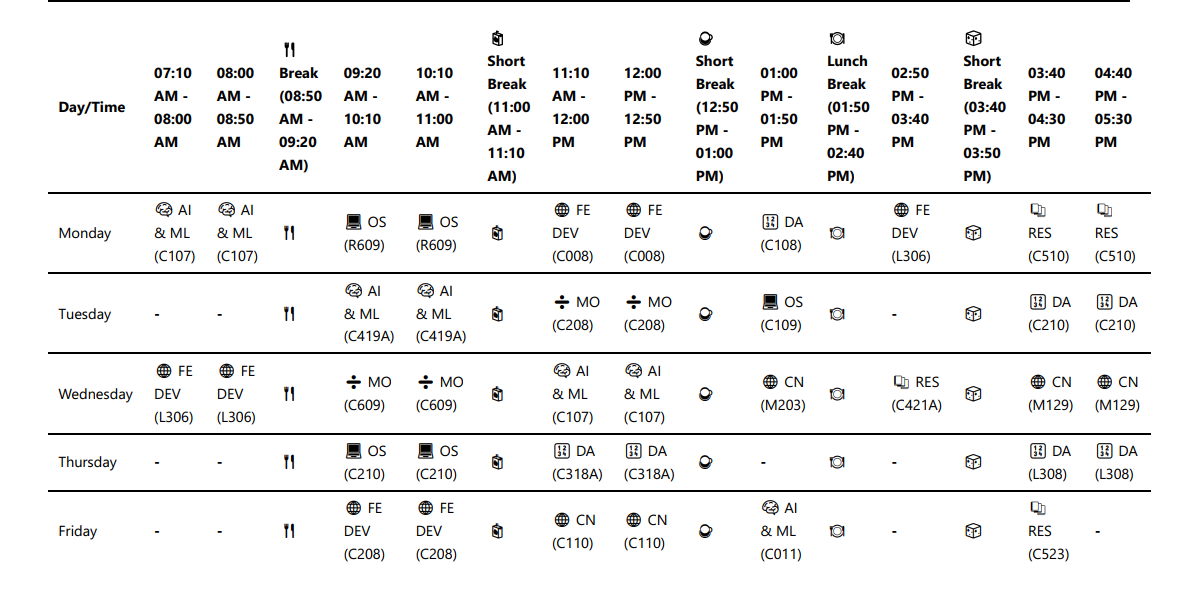 Day/Time 07:10 AM - 08:00 AM 08:00 AM - 08:50 AM Break (08:50 AM - 09:20 AM) 09:20 AM - 10:10 AM 10:10 AM - 11:00 AM Short Break (11:00 AM - 11:10 AM) 11:10 AM - 12:00 PM 12:00 PM - 12:50 PM Short Break (12:50 PM - 01:00 PM) 01:00 PM - 01:50 PM Lunch Break (01:50 PM - 02:40 PM) 02:50 PM - 03:40 PM Short Break (03:40 PM - 03:50 PM) 03:40 PM - 04:30 PM 04:40 PM - 05:30 PM
Monday AI & ML (C107) AI & ML (C107) OS (R609) OS (R609) FE DEV (C008) FE DEV (C008) DA (C108) FE DEV (L306) RES (C510) RES (C510)
Tuesday - - AI & ML (C419A) AI & ML (C419A) MO (C208) MO (C208) OS (C109) - DA (C210) DA (C210)
Wednesday FE DEV (L306) FE DEV (L306) MO (C609) MO (C609) AI & ML (C107) AI & ML (C107) CN (M203) RES (C421A) CN (M129) CN (M129)
Thursday - - OS (C210) OS (C210) DA (C318A) DA (C318A) - - DA (L308) DA (L308)
Friday - - FE DEV (C208) FE DEV (C208) CN (C110) CN (C110) AI & ML (C011) - RES (C523) -